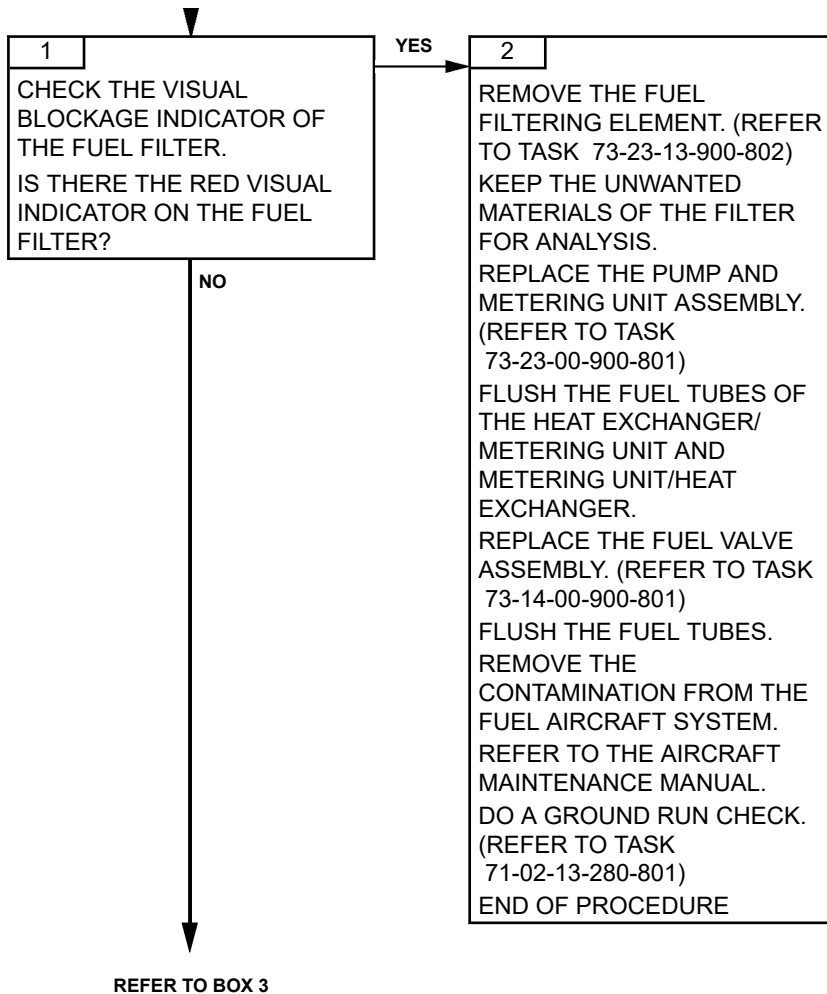 1
CHECK THE VISUAL
BLOCKAGE INDICATOR OF
THE FUEL FILTER.
IS THERE THE RED VISUAL
INDICATOR ON THE FUEL
FILTER?
YES
NO
2
REMOVE THE FUEL
FILTERING ELEMENT. (REFER
TO TASK 73-23-13-900-802)
KEEP THE UNWANTED
MATERIALS OF THE FILTER
FOR ANALYSIS.
REPLACE THE PUMP AND
METERING UNIT ASSEMBLY.
(REFER TO TASK
73-23-00-900-801)
FLUSH THE FUEL TUBES OF
THE HEAT EXCHANGER/
METERING UNIT AND
METERING UNIT/HEAT
EXCHANGER.
REPLACE THE FUEL VALVE
ASSEMBLY. (REFER TO TASK
73-14-00-900-801)
FLUSH THE FUEL TUBES.
REMOVE THE
CONTAMINATION FROM THE
FUEL AIRCRAFT SYSTEM.
REFER TO THE AIRCRAFT
MAINTENANCE MANUAL.
DO A GROUND RUN CHECK.
(REFER TO TASK
71-02-13-280-801)
END OF PROCEDURE
REFER TO BOX 3